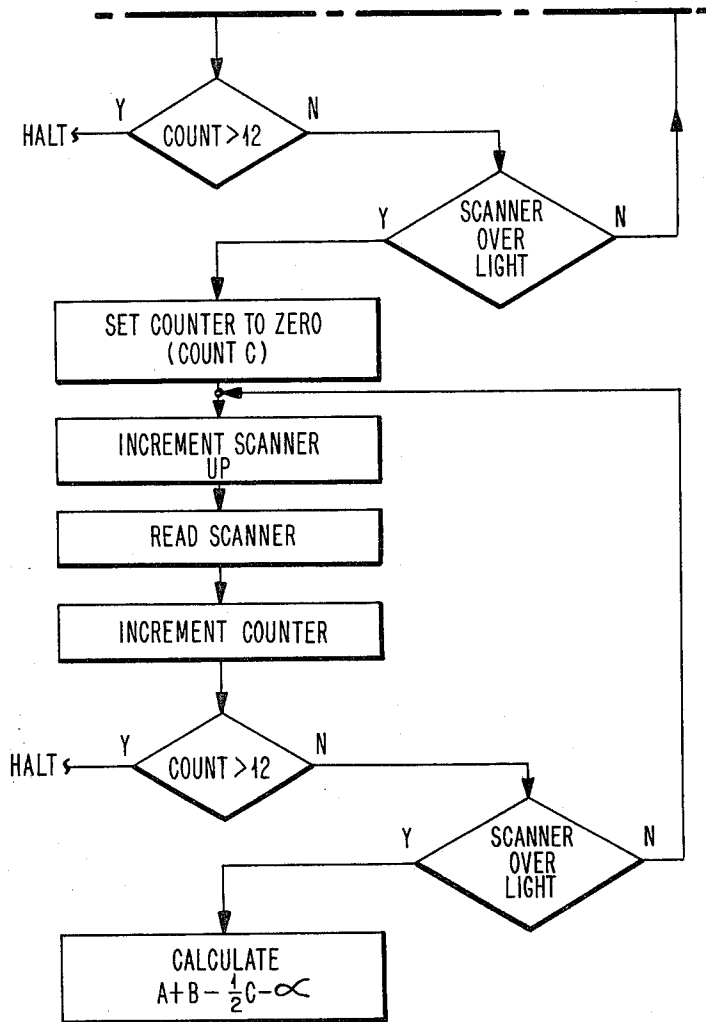 Y
N
HALT
COUNT>12
Y
SCANNER
OVER
LIGHT
N
SET COUNTER TO ZERO
(COUNT C)
INCREMENT SCANNER
UP
READ SCANNER
INCREMENT COUNTER
Y
N
HALT
COUNT>12
Y
SCANNER
OVER
LIGHT
N
CALCULATE
A+B-½C-∝